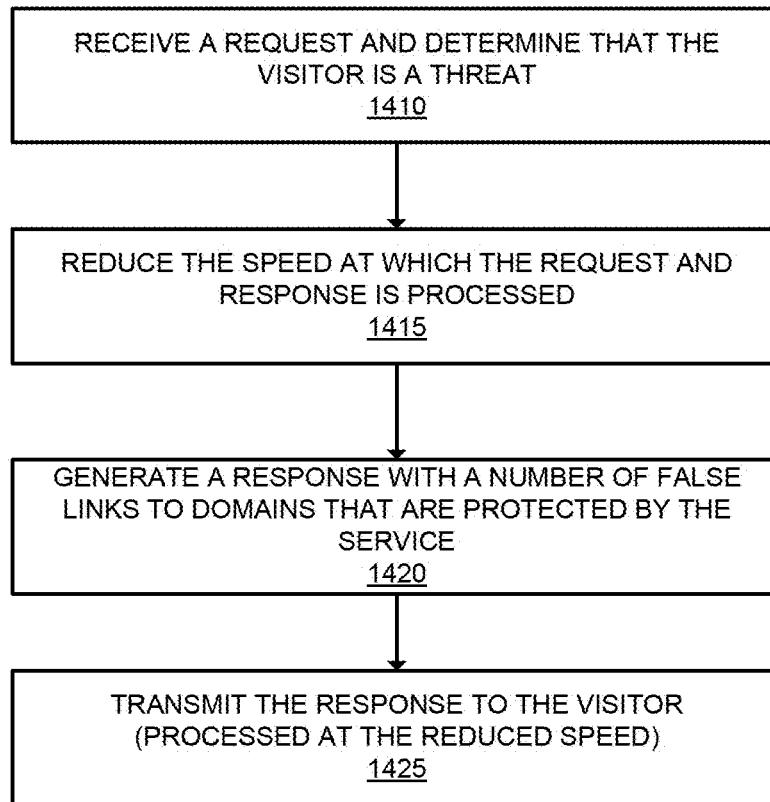 RECEIVE A REQUEST AND DETERMINE THAT THE
VISITOR IS A THREAT
1410
REDUCE THE SPEED AT WHICH THE REQUEST AND
RESPONSE IS PROCESSED
1415
GENERATE A RESPONSE WITH A NUMBER OF FALSE
LINKS TO DOMAINS THAT ARE PROTECTED BY THE
SERVICE
1420
TRANSMIT THE RESPONSE TO THE VISITOR
(PROCESSED AT THE REDUCED SPEED)
1425